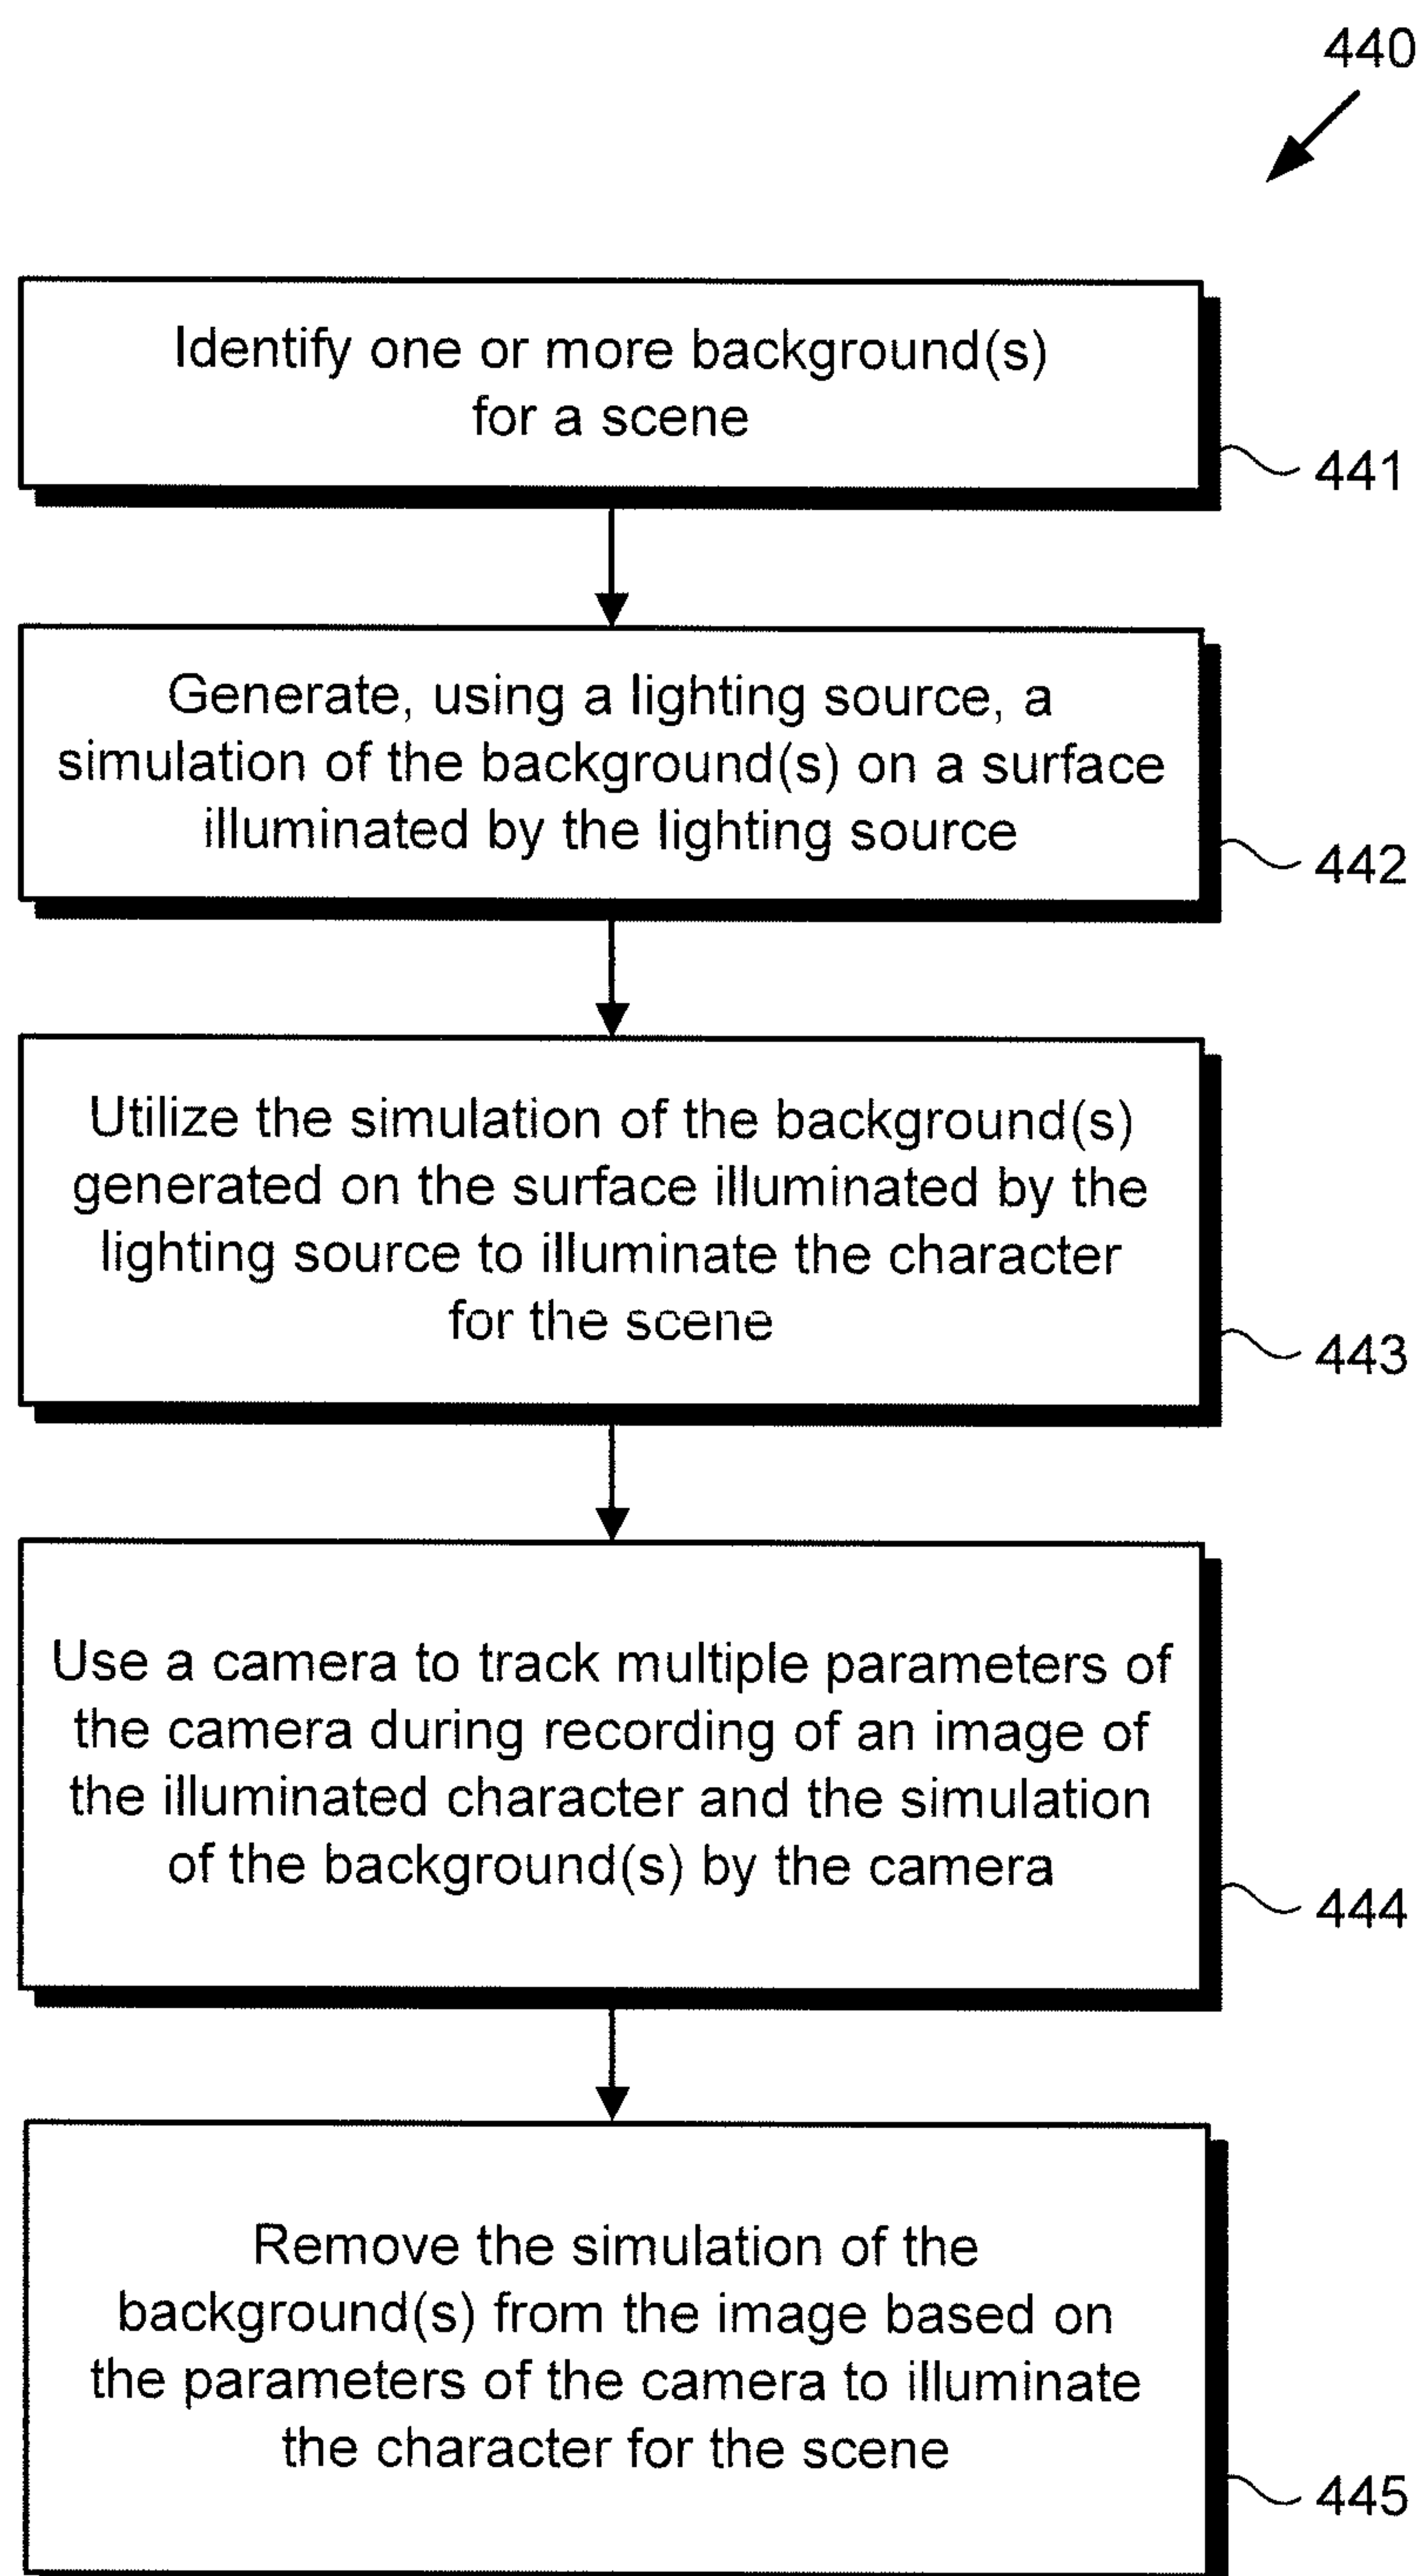 440
Identify one or more background(s)
for a scene
441
Generate, using a lighting source, a
simulation of the background(s) on a surface
illuminated by the lighting source
442
Utilize the simulation of the background(s)
generated on the surface illuminated by the
lighting source to illuminate the character
for the scene
443
Use a camera to track multiple parameters of
the camera during recording of an image of
the illuminated character and the simulation
of the background(s) by the camera
444
Remove the simulation of the
background(s) from the image based on
the parameters of the camera to illuminate
the character for the scene
445